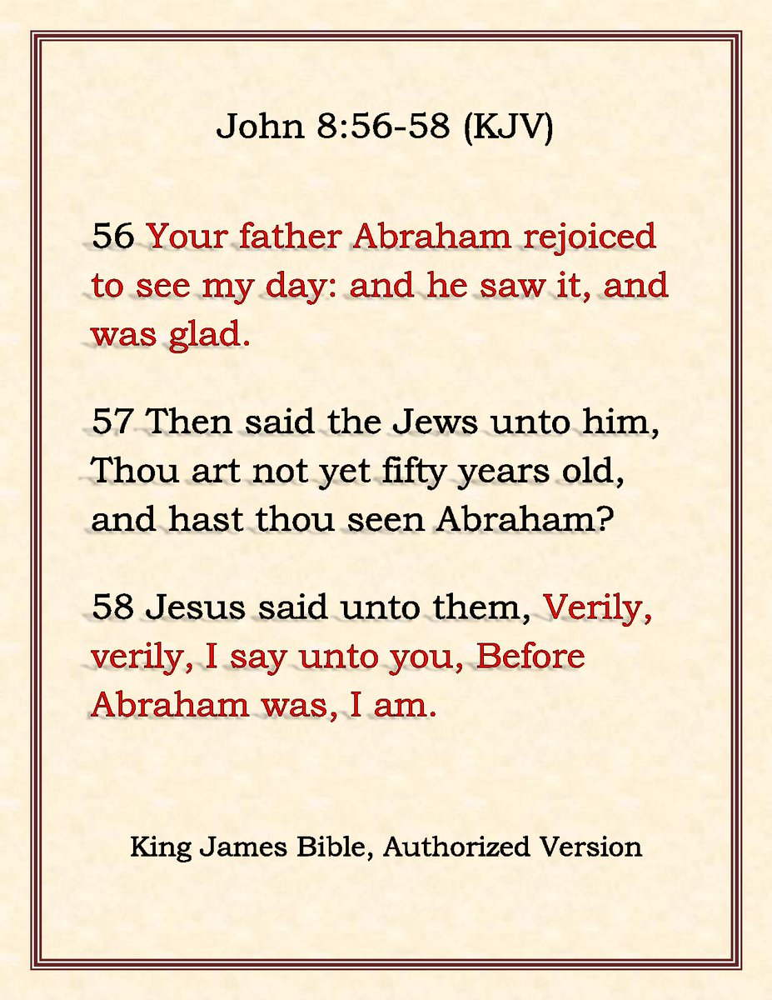 John 8:56-58 (KJV)
56 Your father Abraham rejoiced
to see my day: and he saw it, and
was glad.
57 Then said the Jews unto him,
Thou art not yet fifty years old,
and hast thou seen Abraham?
58 Jesus said unto them, Verily,
verily, I say unto you, Before
Abraham was, I am.
King James Bible, Authorized Version